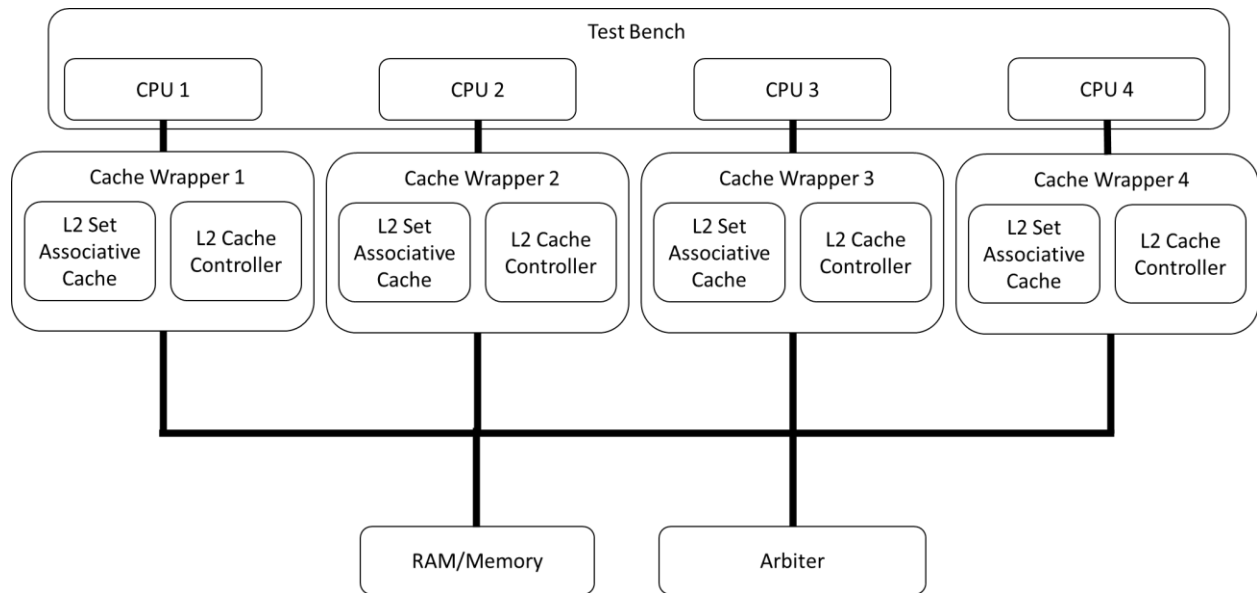 Test Bench
CPU 1
CPU 2
CPU 3
CPU 4
Cache Wrapper 1
L2 Set
Associative
Cache
L2 Cache
Controller
Cache Wrapper 2
L2 Set
Associative
Cache
L2 Cache
Controller
Cache Wrapper 3
L2 Set
Associative
Cache
L2 Cache
Controller
Cache Wrapper 4
L2 Set
Associative
Cache
L2 Cache
Controller
RAM/Memory
Arbiter